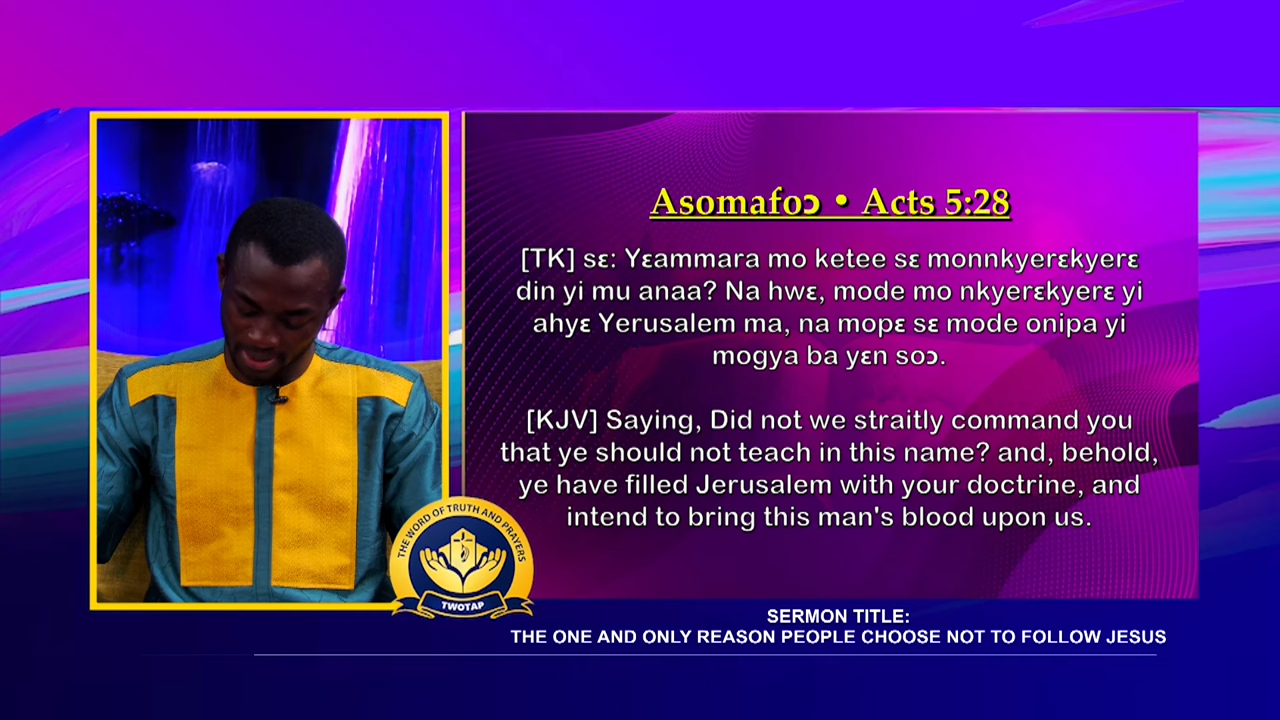 Asomafoɔ • Acts 5:28
[TK] sɛ: Yɛammara mo ketee sɛ monnkyerɛkyerɛ
din yi mu anaa? Na hwɛ, mode mo nkyerɛkyerɛ yi
ahyɛ Yerusalem ma, na mopɛ sɛ mode onipa yi
mogya ba yɛn soɔ.
[KJV] Saying, Did not we straitly command you
that ye should not teach in this name? and, behold,
ye have filled Jerusalem with your doctrine, and
intend to bring this man's blood upon us.
THE WORD OF TRUTH AND PRAYERS
TWOTAP
SERMON TITLE:
THE ONE AND ONLY REASON PEOPLE CHOOSE NOT TO FOLLOW JESUS